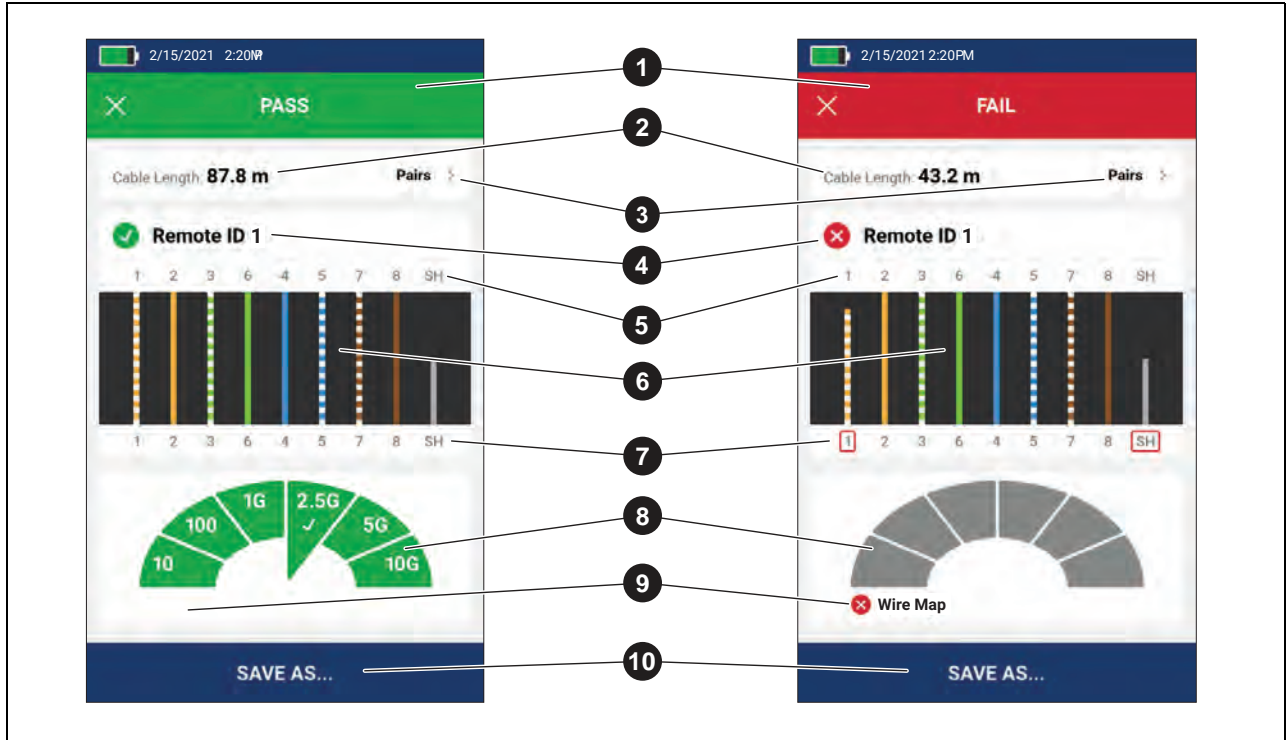 2/15/2021 2:20PM
PASS
Cable Length: 87.8 m Pairs >
Remote ID 1
1 2 3 6 4 5 7 8 SH
1 2 3 6 4 5 7 8 SH
10 100 1G 2.5G 5G 10G
SAVE AS...
1
2
3
4
5
6
7
8
9
10
2/15/2021 2:20PM
FAIL
Cable Length: 43.2 m Pairs >
Remote ID 1
1 2 3 6 4 5 7 8 SH
1 2 3 6 4 5 7 8 SH
Wire Map
SAVE AS...